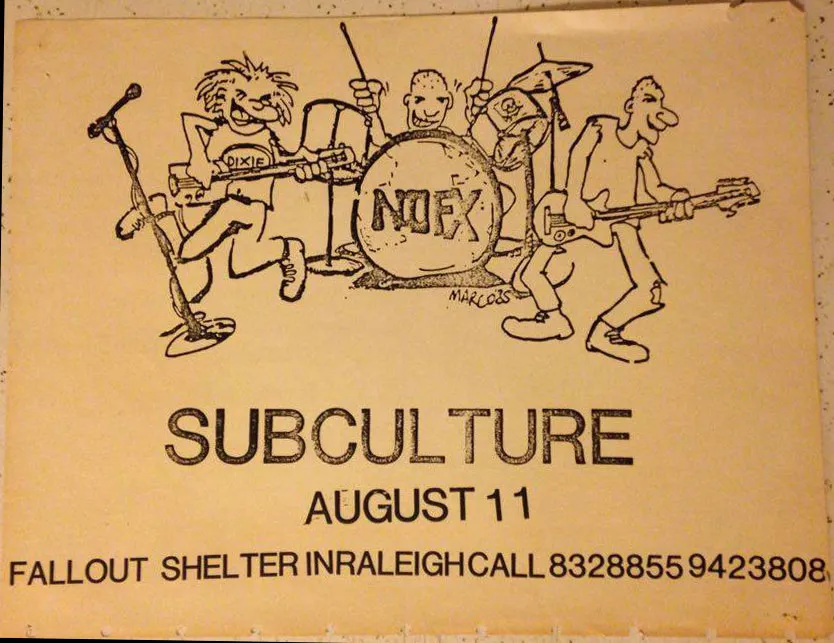 DIXIE
NOFX
MARCO85
SUBCULTURE
AUGUST 11
FALLOUT SHELTER INRALEIGHCALL 8328855 9423808